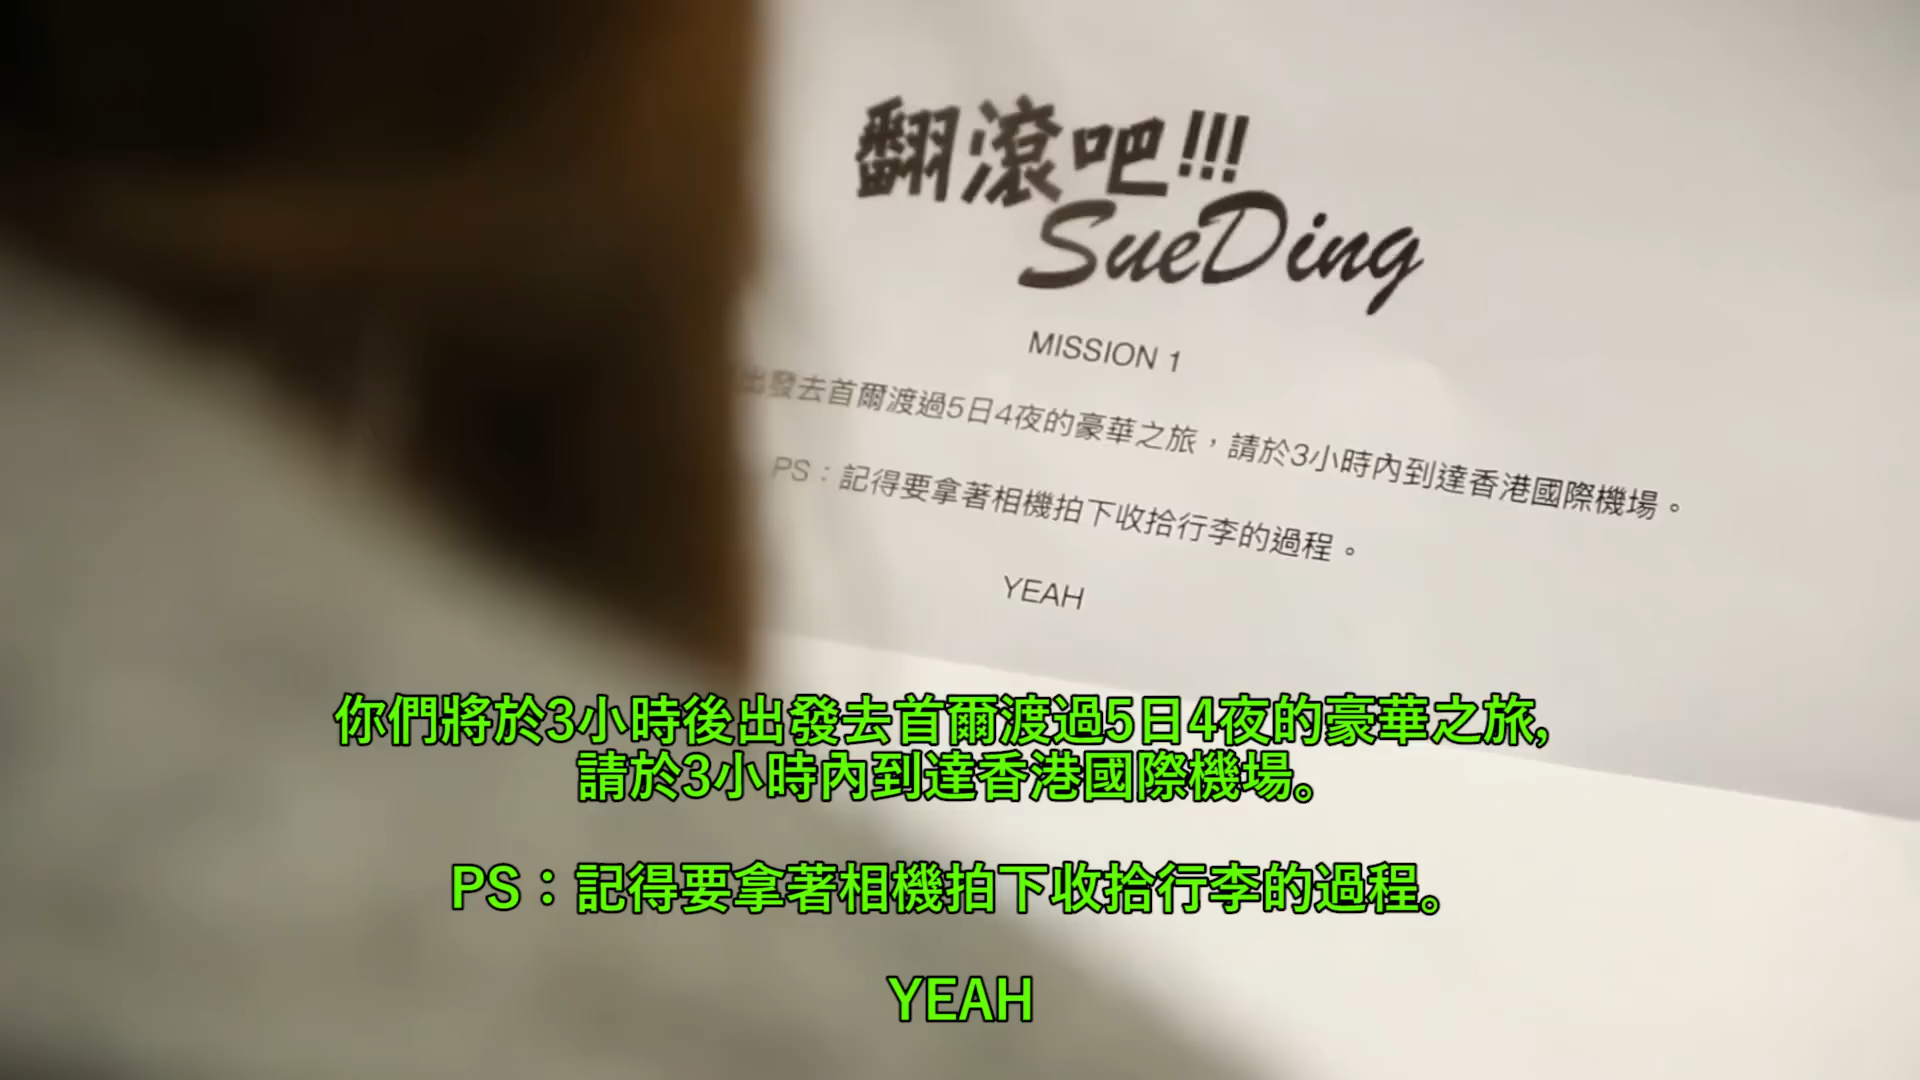 翻滾吧!!!
SueDing
MISSION 1
出發去首爾渡過5日4夜的豪華之旅，請於3小時內到達香港國際機場。
PS：記得要拿著相機拍下收拾行李的過程。
YEAH
你們將於3小時後出發去首爾渡過5日4夜的豪華之旅,
請於3小時內到達香港國際機場。
PS：記得要拿著相機拍下收拾行李的過程。
YEAH